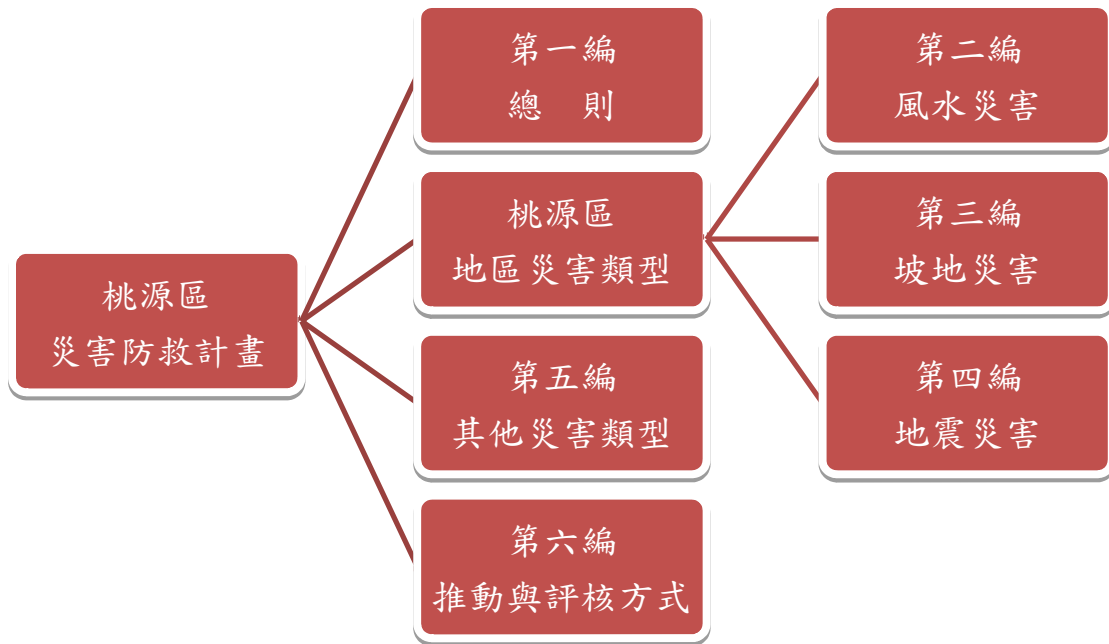 桃源區
災害防救計畫
第一編
總　則
桃源區
地區災害類型
第二編
風水災害
第三編
坡地災害
第四編
地震災害
第五編
其他災害類型
第六編
推動與評核方式